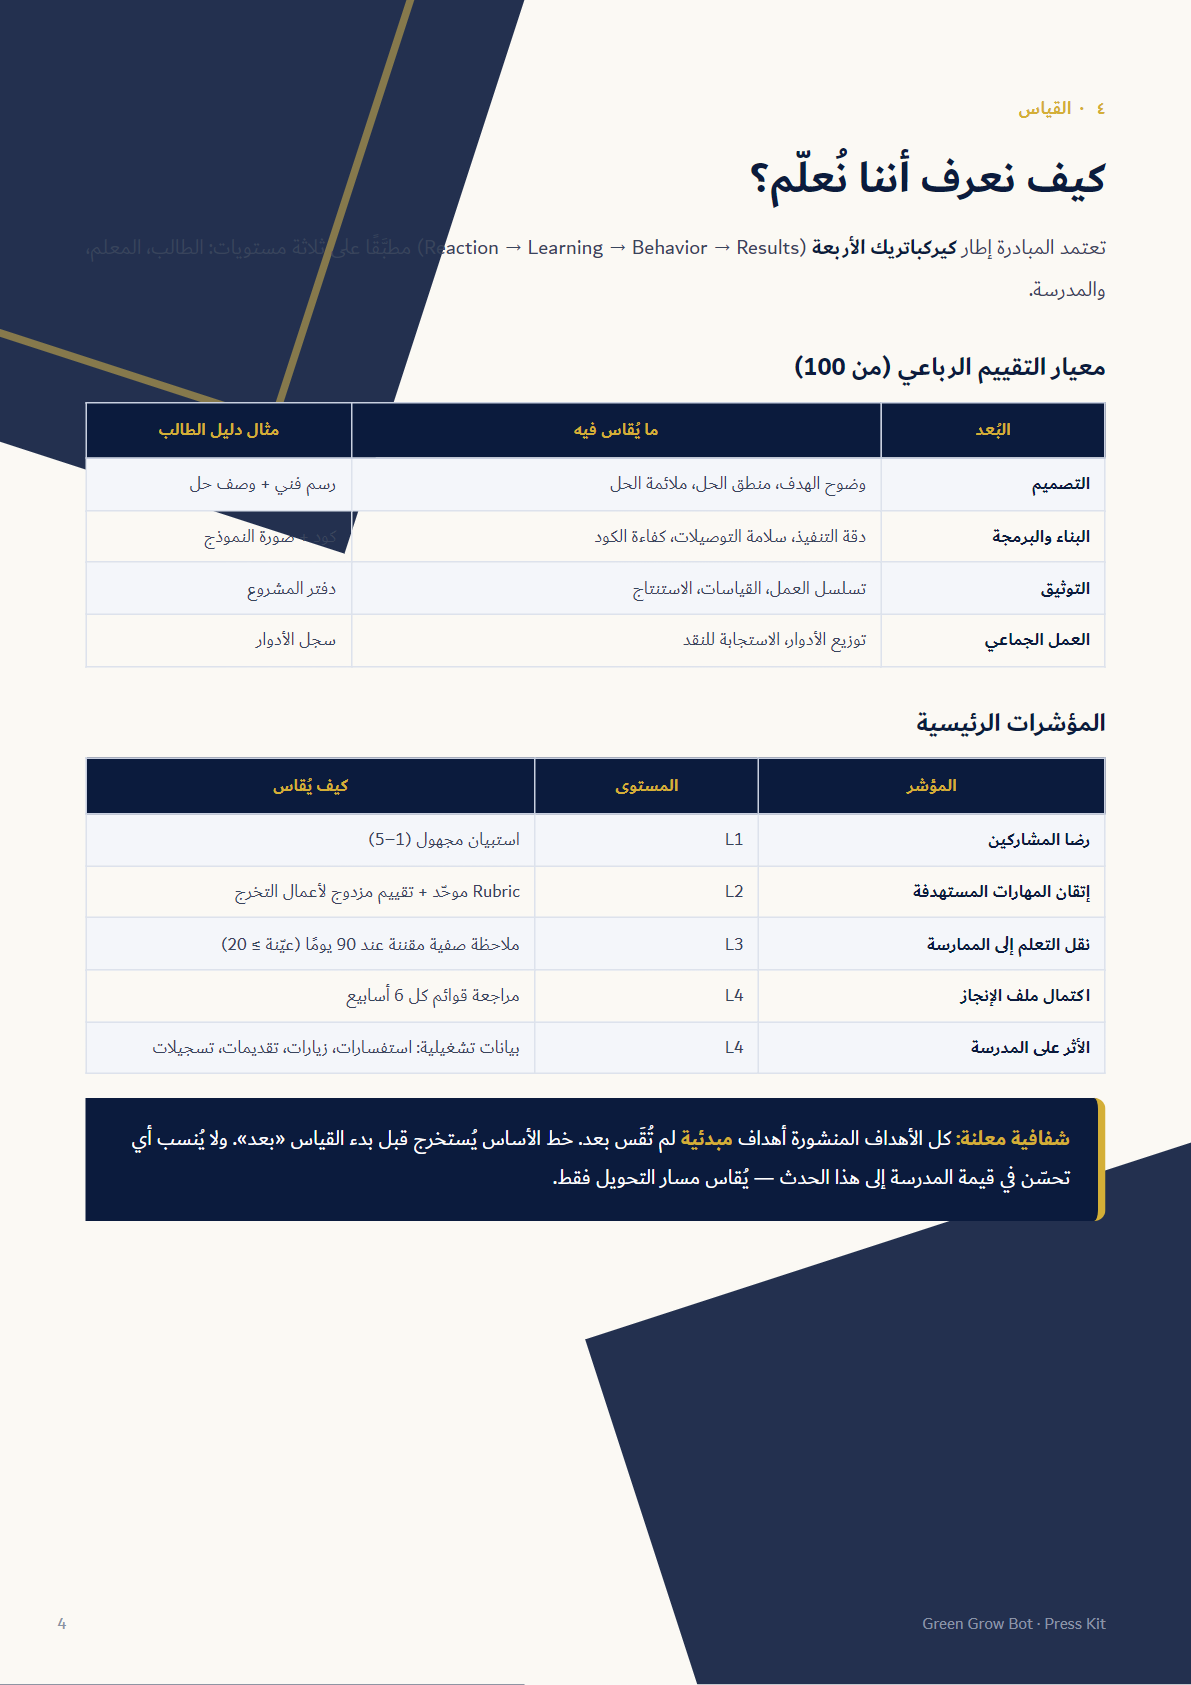 ٤ · القياس
كيف نعرف أننا نُعلّم؟
تعتمد المبادرة إطار كيركباتريك الأربعة (Reaction → Learning → Behavior → Results) مطبَّقًا على ثلاثة مستويات: الطالب، المعلم،
والمدرسة.
معيار التقييم الرباعي (من 100)
البُعد ما يُقاس فيه مثال دليل الطالب
التصميم وضوح الهدف، منطق الحل، ملائمة الحل رسم فني + وصف حل
البناء والبرمجة دقة التنفيذ، سلامة التوصيلات، كفاءة الكود كود + صورة النموذج
التوثيق تسلسل العمل، القياسات، الاستنتاج دفتر المشروع
العمل الجماعي توزيع الأدوار، الاستجابة للنقد سجل الأدوار
المؤشرات الرئيسية
المؤشر المستوى كيف يُقاس
رضا المشاركين L1 استبيان مجهول (1–5)
إتقان المهارات المستهدفة L2 Rubric موحّد + تقييم مزدوج لأعمال التخرج
نقل التعلم إلى الممارسة L3 ملاحظة صفية مقننة عند 90 يومًا (عيّنة ≥ 20)
اكتمال ملف الإنجاز L4 مراجعة قوائم كل 6 أسابيع
الأثر على المدرسة L4 بيانات تشغيلية: استفسارات، زيارات، تقديمات، تسجيلات
شفافية معلنة: كل الأهداف المنشورة أهداف مبدئية لم تُقَس بعد. خط الأساس يُستخرج قبل بدء القياس «بعد». ولا يُنسب أي
تحسّن في قيمة المدرسة إلى هذا الحدث — يُقاس مسار التحويل فقط.
Green Grow Bot · Press Kit
4